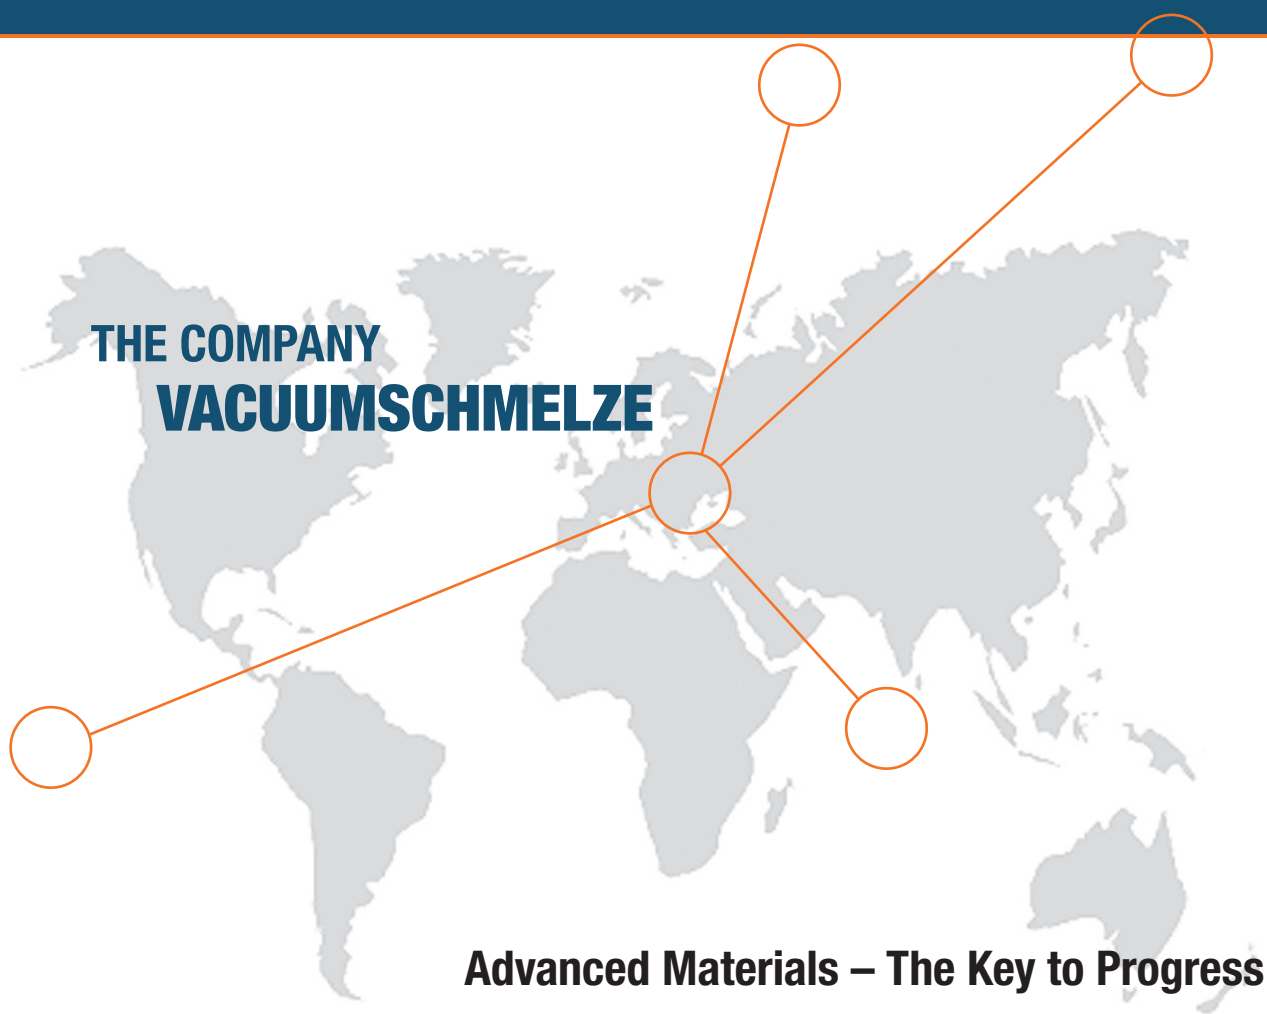 THE COMPANY
VACUUMSCHMELZE
Advanced Materials – The Key to Progress